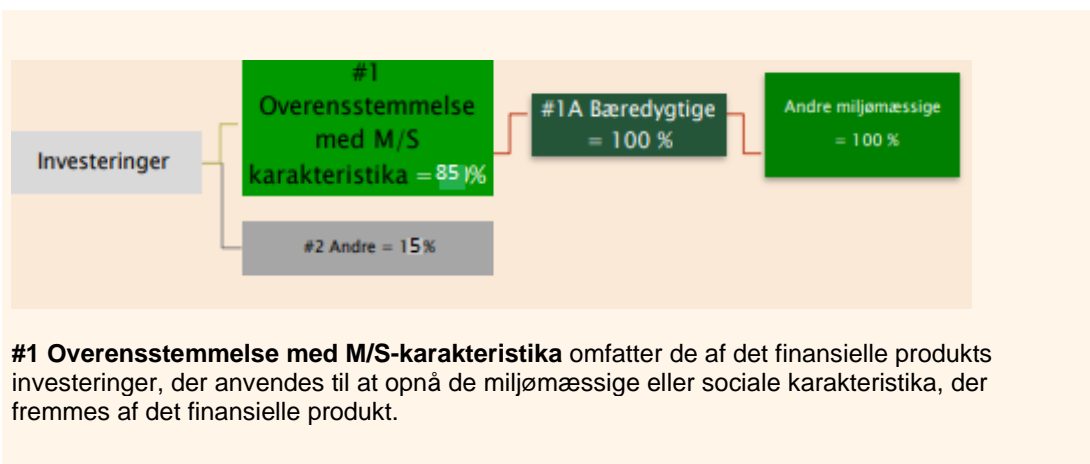 #1
Overensstemmelse
med M/S
karakteristika = 85)%
Investeringer
#2 Andre = 15%
#1A Bæredygtige
= 100 %
Andre miljømæssige
= 100 %
#1 Overensstemmelse med M/S-karakteristika omfatter de af det finansielle produkts
investeringer, der anvendes til at opnå de miljømæssige eller sociale karakteristika, der
fremmes af det finansielle produkt.